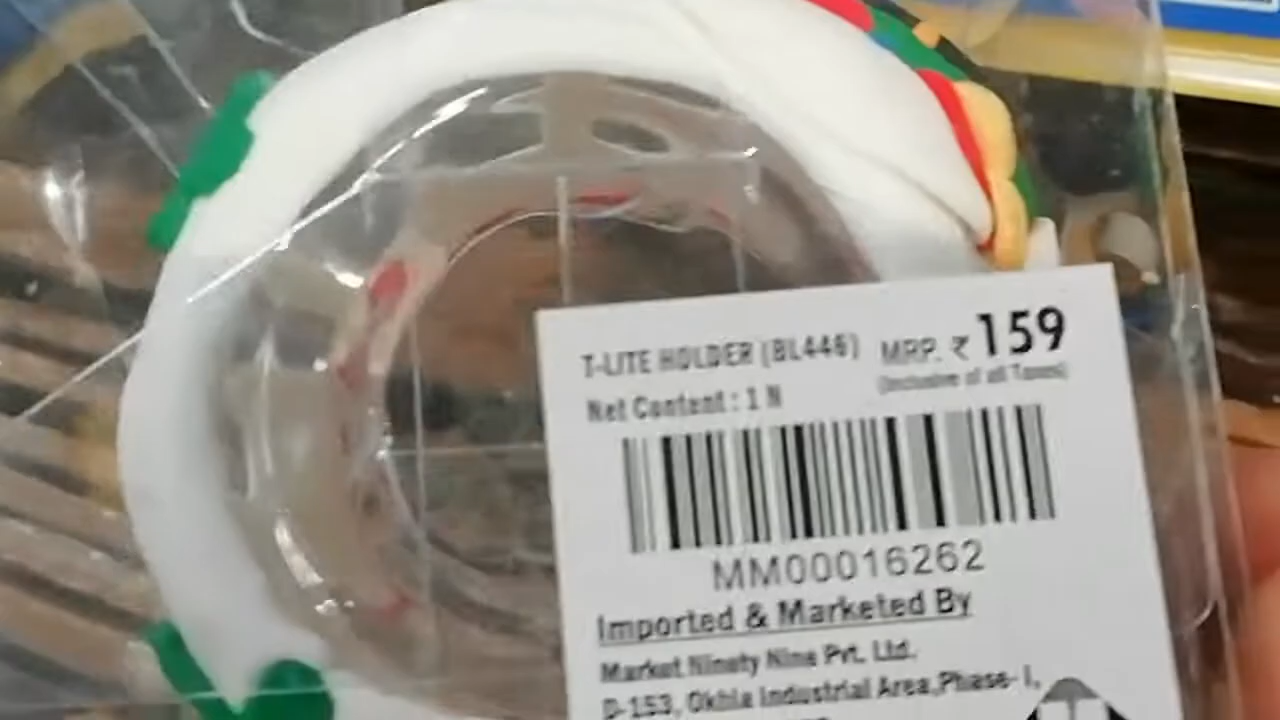 T-LITE HOLDER (BL446) MRP. ₹ 159
(Inclusive of all Taxes)
Net Content : 1 N
MM00016262
Imported & Marketed By
Market Ninety Nine Pvt. Ltd.
D-153, Okhla Industrial Area,Phase- I,